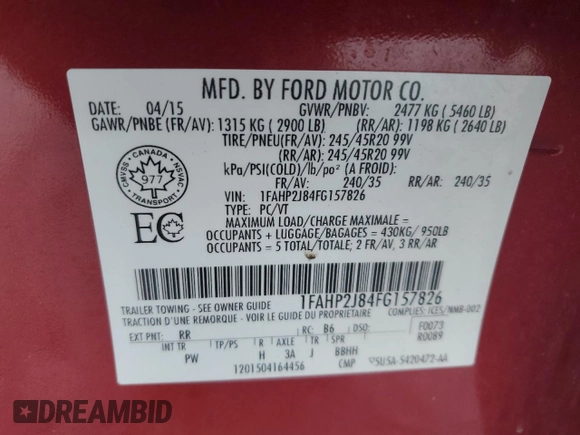 MFD. BY FORD MOTOR CO.
DATE: 04/15 GVWR/PNBV: 2477 KG ( 5460 LB)
GAWR/PNBE (FR/AV) 1315 KG ( 2900 LB) (RR/AR): 1198 KG ( 2640 LB)
TIRE/PNEU(FR/AV): 245/45R20 99V
(RR/AR): 245/45R20 99V
kPa/PSI(COLD)/lb/po² (A FROID):
FR/AV: 240/35 RR/AR: 240/35
VIN: 1FAHP2J84FG157826
TYPE: PC/VT
MAXIMUM LOAD/CHARGE MAXIMALE =
OCCUPANTS + LUGGAGE/BAGAGES = 430KG/ 950LB
OCCUPANTS = 5 TOTAL/TOTALE; 2 FR/AV, 3 RR/AR
CMVSS CANADA NSVAC
977
TRANSPORT
EC
1FAHP2J84FG157826
TRAILER TOWING - SEE OWNER GUIDE
TRACTION D'UNE REMORQUE - VOIR GUIDE COMPLIES: ICES/NMB-002
EXT PNT: RR RC: B6 DSO: F0073
INT TR TP/PS R AXLE TR SPR R0089
PW H 3A J BBHH
1201504164456 CMP SUSA-5420472-AA
DREAMBID